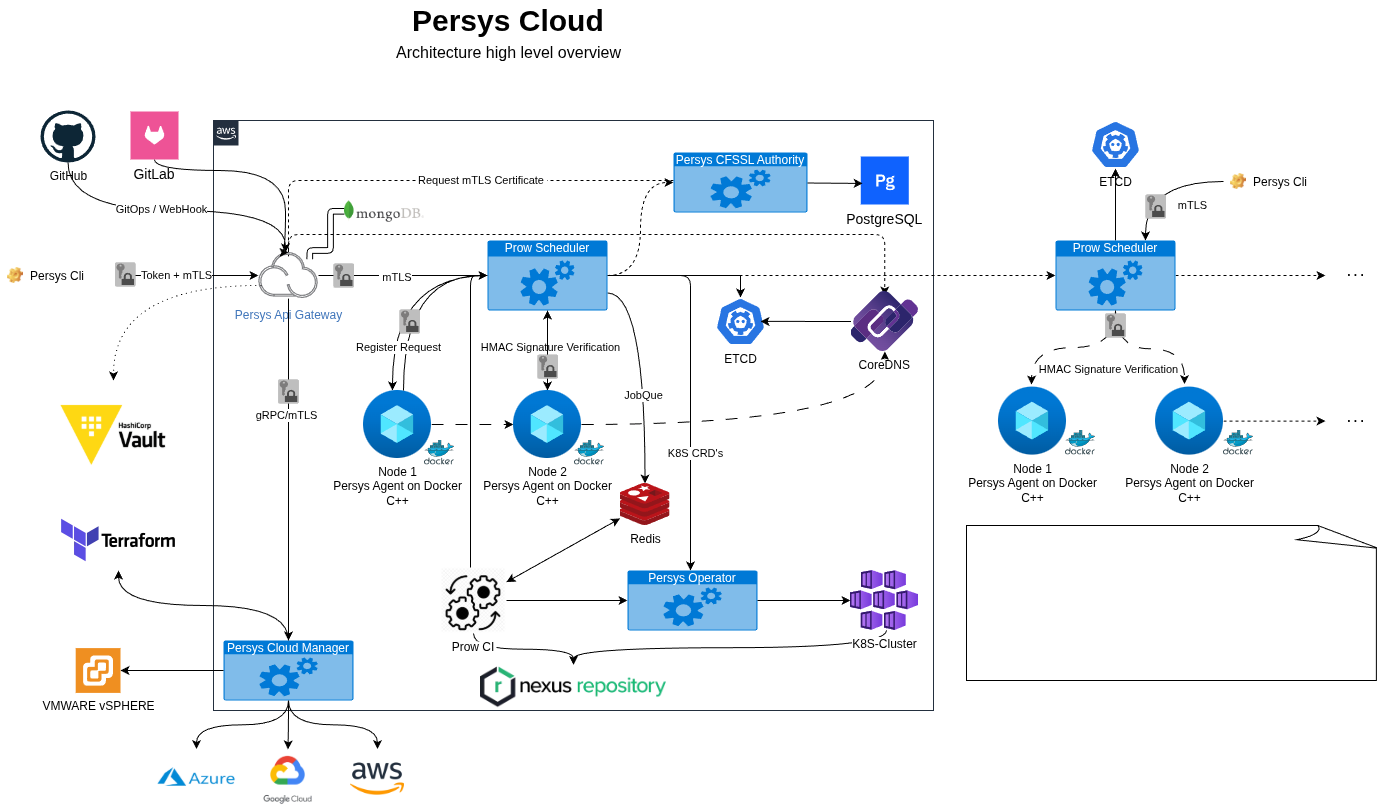 Persys Cloud
Architecture high level overview
GitHub
GitLab
aws
Persys CFSSL Authority
Pg
PostgreSQL
ETCD
Persys Cli
mTLS
Request mTLS Certificate
GitOps / WebHook
mongoDB.
Prow Scheduler
Prow Scheduler
Persys Cli
Token + mTLS
mTLS
...
Persys Api Gateway
Register Request
HMAC Signature Verification
ETCD
CoreDNS
HMAC Signature Verification
gRPC/mTLS
JobQue
HashiCorp
Vault
docker
docker
docker
docker
...
K8S CRD's
Node 1
Persys Agent on Docker
C++
Node 2
Persys Agent on Docker
C++
Node 1
Persys Agent on Docker
C++
Node 2
Persys Agent on Docker
C++
Terraform
Redis
Persys Operator
Prow CI
K8S-Cluster
Persys Cloud Manager
r nexus repository
VMWARE vSPHERE
Azure
Google Cloud
aws